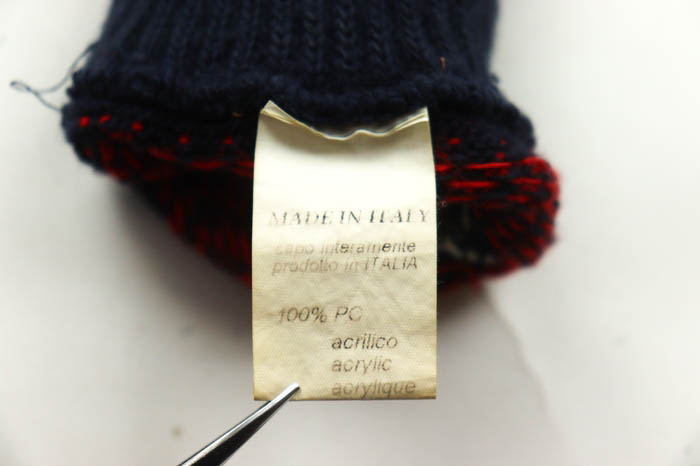 MADE IN ITALY
capo interamente
prodotto in ITALIA
100% PC
acrilico
acrylic
acrylique